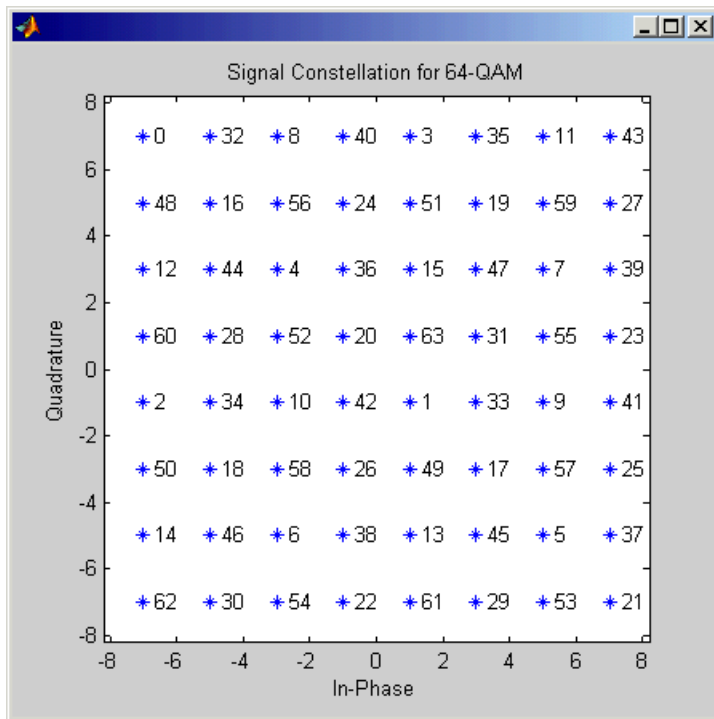 Signal Constellation for 64-QAM
8
0 32 8 40 3 35 11 43
6
48 16 56 24 51 19 59 27
4
12 44 4 36 15 47 7 39
2
60 28 52 20 63 31 55 23
0
Quadrature
2 34 10 42 1 33 9 41
-2
50 18 58 26 49 17 57 25
-4
14 46 6 38 13 45 5 37
-6
62 30 54 22 61 29 53 21
-8
-8 -6 -4 -2 0 2 4 6 8
In-Phase